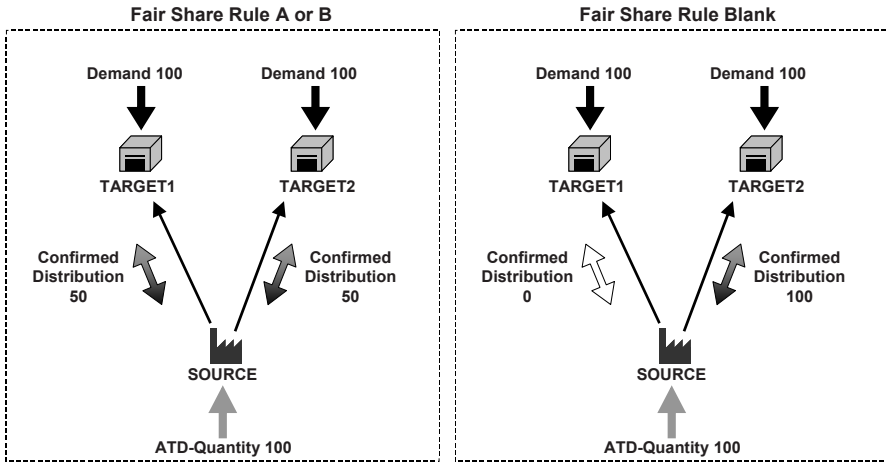 Fair Share Rule A or B
Demand 100
Demand 100
TARGET1
TARGET2
Confirmed
Distribution
50
Confirmed
Distribution
50
SOURCE
ATD-Quantity 100
Fair Share Rule Blank
Demand 100
Demand 100
TARGET1
TARGET2
Confirmed
Distribution
0
Confirmed
Distribution
100
SOURCE
ATD-Quantity 100